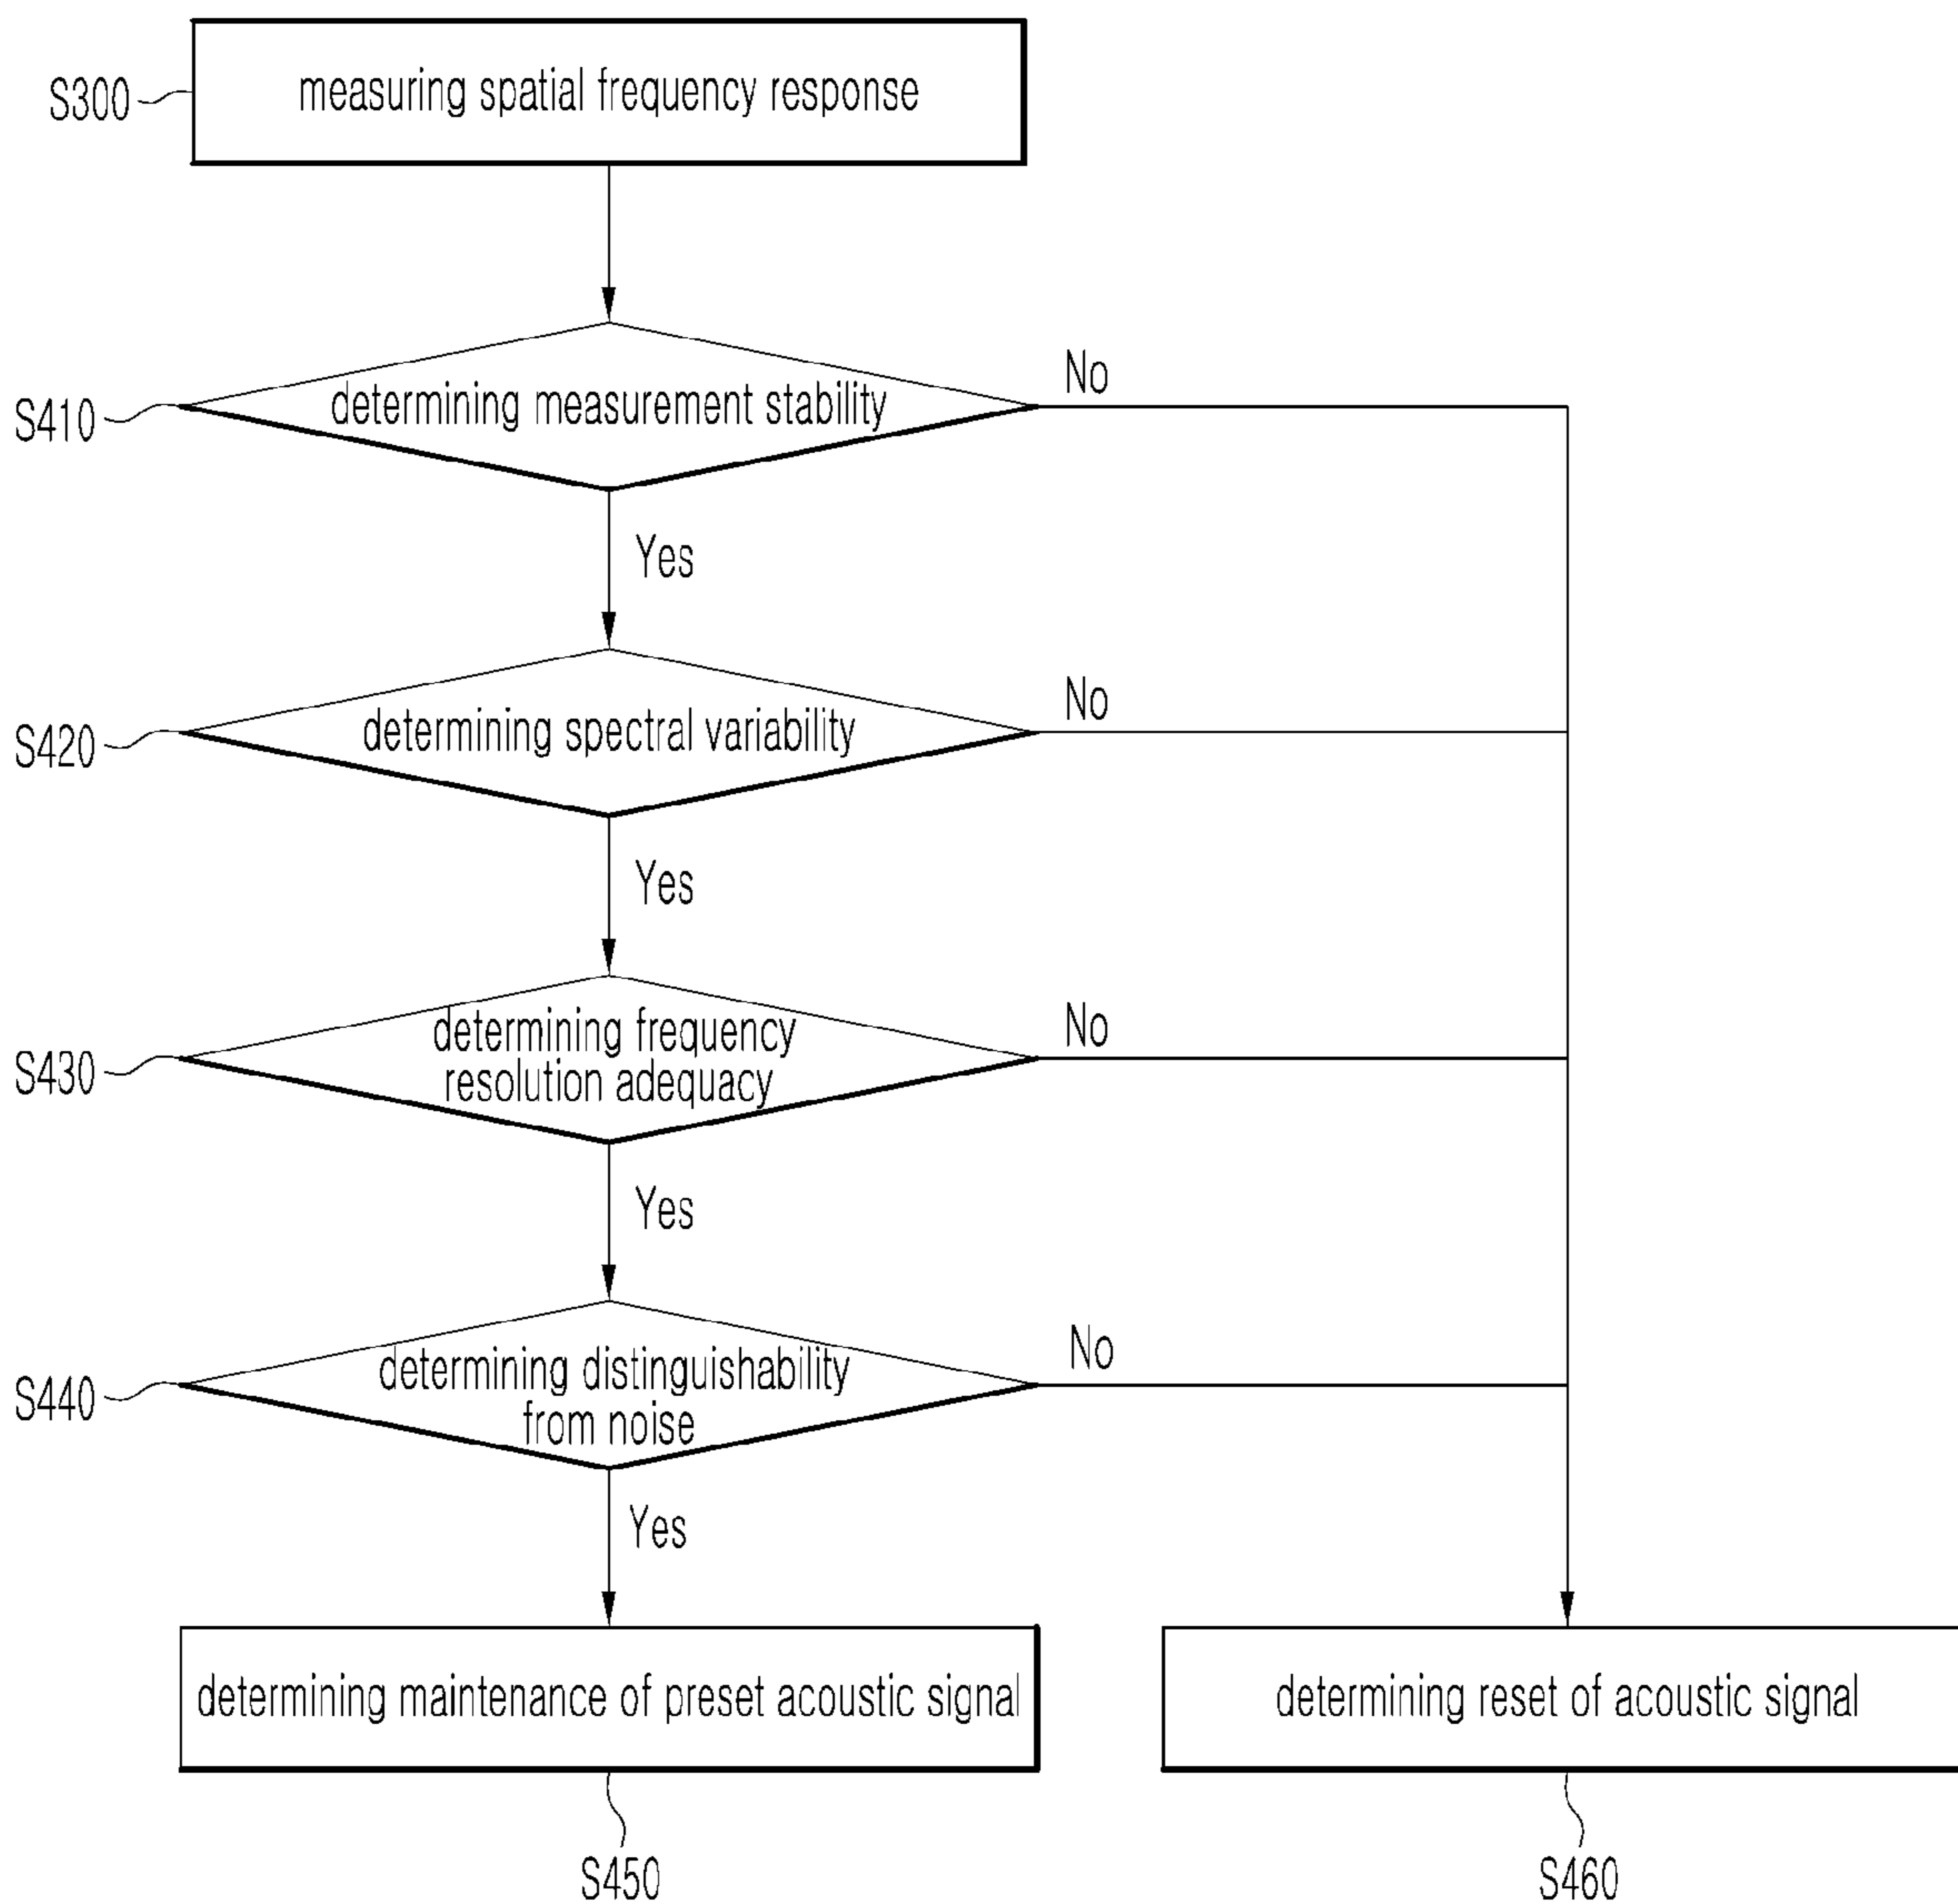 S300
measuring spatial frequency response
S410
determining measurement stability
No
Yes
S420
determining spectral variability
No
Yes
S430
determining frequency
resolution adequacy
No
Yes
S440
determining distinguishability
from noise
No
Yes
determining maintenance of preset acoustic signal
determining reset of acoustic signal
S450
S460